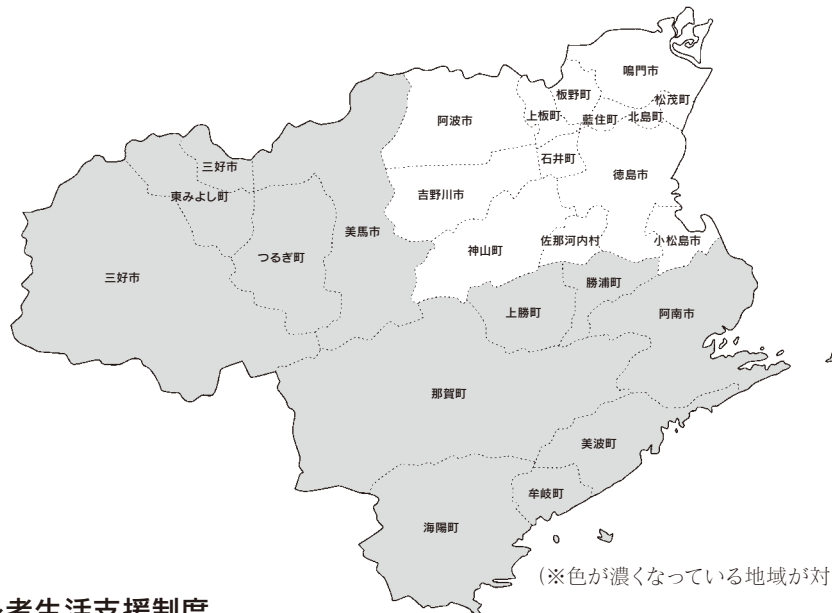 鳴門市
板野町
松茂町
上板町
藍住町
北島町
阿波市
石井町
徳島市
三好市
東みよし町
吉野川市
美馬市
佐那河内村
小松島市
神山町
つるぎ町
三好市
勝浦町
上勝町
阿南市
那賀町
美波町
牟岐町
海陽町
(※色が濃くなっている地域が対
者生活支援制度